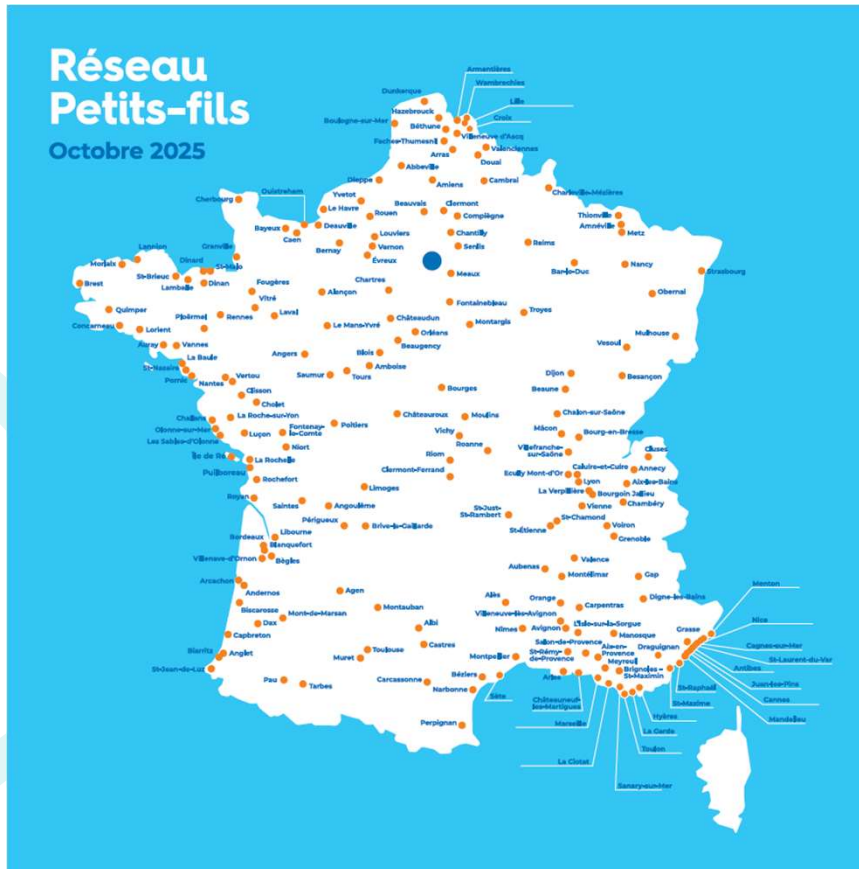 Réseau
Petits-fils
Octobre 2025
Armentières
Wambrechies
Dunkerque
Lille
Hazebrouck
Croix
Boulogne-sur-Mer
Béthune
Villeneuve d'Ascq
Faches-Thumesnil
Valenciennes
Arras
Douai
Abbeville
Dieppe
Amiens
Cambrai
Charleville-Mézières
Ouistreham
Cherbourg
Yvetot
Beauvais
Clermont
Le Havre
Compiègne
Thionville
Rouen
Amnéville
Bayeux
Deauville
Chantilly
Metz
Caen
Louviers
Granville
Bernay
Vernon
Senlis
Reims
Lannion
Évreux
Dinard
Morlaix
St-Malo
Bar-le-Duc
Nancy
Strasbourg
St-Brieuc
Fougères
Chartres
Meaux
Brest
Lamballe
Dinan
Alençon
Obernai
Vitré
Fontainebleau
Quimper
Ploërmel
Châteaudun
Troyes
Rennes
Laval
Concarneau
Lorient
Le Mans-Yvré
Orléans
Montargis
Mulhouse
Auray
Vannes
Beaugency
Vesoul
La Baule
Angers
Blois
St-Nazaire
Amboise
Dijon
Pornic
Vertou
Saumur
Tours
Besançon
Nantes
Bourges
Beaune
Clisson
Cholet
Challans
La Roche-sur-Yon
Châteauroux
Moulins
Chalon-sur-Saône
Olonne-sur-Mer
Fontenay-
le-Comte
Poitiers
Mâcon
Les Sables-d'Olonne
Luçon
Vichy
Bourg-en-Bresse
Niort
Roanne
Villefranche-
sur-Saône
Cluses
Île de Ré
La Rochelle
Riom
Caluire-et-Cuire
Puilboreau
Clermont-Ferrand
Ecully Mont-d'Or
Annecy
Rochefort
Lyon
Aix-les-Bains
Limoges
La Verpillière
Bourgoin Jallieu
Royan
Chambéry
Saintes
Angoulême
St-Just-
St-Rambert
Vienne
Périgueux
St-Chamond
Brive-la-Gaillarde
St-Étienne
Voiron
Libourne
Grenoble
Bordeaux
Blanquefort
Villenave-d'Ornon
Bègles
Valence
Aubenas
Arcachon
Montélimar
Gap
Andernos
Agen
Menton
Alès
Orange
Digne-les-Bains
Biscarrosse
Montauban
Villeneuve-lès-Avignon
Carpentras
Mont-de-Marsan
Nice
Dax
Albi
L'Isle-sur-la-Sorgue
Grasse
Nîmes
Avignon
Manosque
Capbreton
Cagnes-sur-Mer
Castres
Salon-de-Provence
Draguignan
Biarritz
Anglet
Toulouse
Montpellier
St-Rémy-
de-Provence
Aix-en-
Provence
St-Laurent-du-Var
Muret
Meyreuil
St-Jean-de-Luz
Antibes
Béziers
Brignoles –
St-Maximin
Pau
Carcassonne
Arles
St-Raphaël
Juan-les-Pins
Tarbes
Narbonne
Sète
Châteauneuf-
les-Martigues
St-Maxime
Cannes
Hyères
Mandelieu
Perpignan
Marseille
La Garde
Toulon
La Ciotat
Sanary-sur-Mer